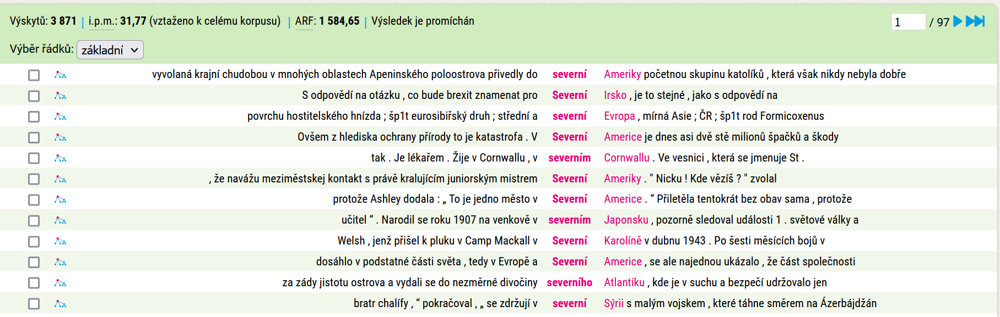 Výskytů: 3 871 | i.p.m.: 31,77 (vztaženo k celému korpusu) | ARF: 1 584,65 | Výsledek je promíchán 1 / 97
Výběr řádků: základní
vyvolaná krajní chudobou v mnohých oblastech Apeninského poloostrova přivedly do severní Ameriky početnou skupinu katolíků , která však nikdy nebyla dobře
S odpovědí na otázku , co bude brexit znamenat pro Severní Irsko , je to stejné , jako s odpovědí na
povrchu hostitelského hnízda ; šp1t eurosibiřský druh ; střední a severní Evropa , mírná Asie ; ČR ; šp1t rod Formicoxenus
Ovšem z hlediska ochrany přírody to je katastrofa . V Severní Americe je dnes asi dvě stě milionů špačků a škody
tak . Je lékařem . Žije v Cornwallu , v severním Cornwallu . Ve vesnici , která se jmenuje St .
, že navážu meziměstskej kontakt s právě kralujícím juniorským mistrem Severní Ameriky . " Nicku ! Kde vězíš ? " zvolal
protože Ashley dodala : „ To je jedno město v Severní Americe . “ Přiletěla tentokrát bez obav sama , protože
učitel “ . Narodil se roku 1907 na venkově v severním Japonsku , pozorně sledoval události 1 . světové války a
Welsh , jenž přišel k pluku v Camp Mackall v Severní Karolíně v dubnu 1943 . Po šesti měsících bojů v
dosáhlo v podstatné části světa , tedy v Evropě a Severní Americe , se ale najednou ukázalo , že část společnosti
za zády jistotu ostrova a vydali se do nezměrné divočiny severního Atlantiku , kde je v suchu a bezpečí udržovalo jen
bratr chalífy , “ pokračoval , „ se zdržují v severní Sýrii s malým vojskem , které táhne směrem na Ázerbájdžán